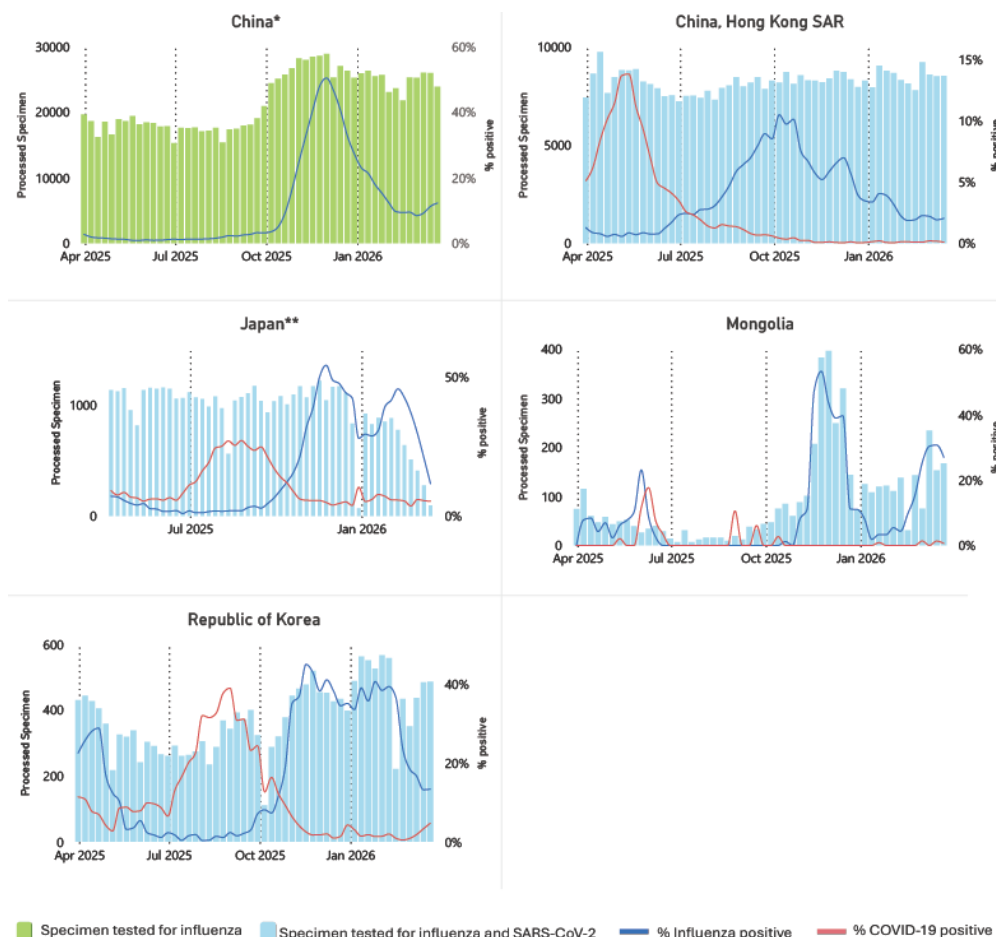 China*
30000
20000
10000
0
Processed Specimen
60%
40%
20%
0%
% positive
Apr 2025 Jul 2025 Oct 2025 Jan 2026
China, Hong Kong SAR
10000
5000
0
Processed Specimen
15%
10%
5%
0%
% positive
Apr 2025 Jul 2025 Oct 2025 Jan 2026
Japan**
1000
0
Processed Specimen
50%
0%
% positive
Jul 2025 Jan 2026
Mongolia
400
300
200
100
0
Processed Specimen
60%
40%
20%
0%
% positive
Apr 2025 Jul 2025 Oct 2025 Jan 2026
Republic of Korea
600
400
200
0
Processed Specimen
40%
20%
0%
% positive
Apr 2025 Jul 2025 Oct 2025 Jan 2026
Specimen tested for influenza Specimen tested for influenza and SARS-CoV-2 % Influenza positive % COVID-19 positive